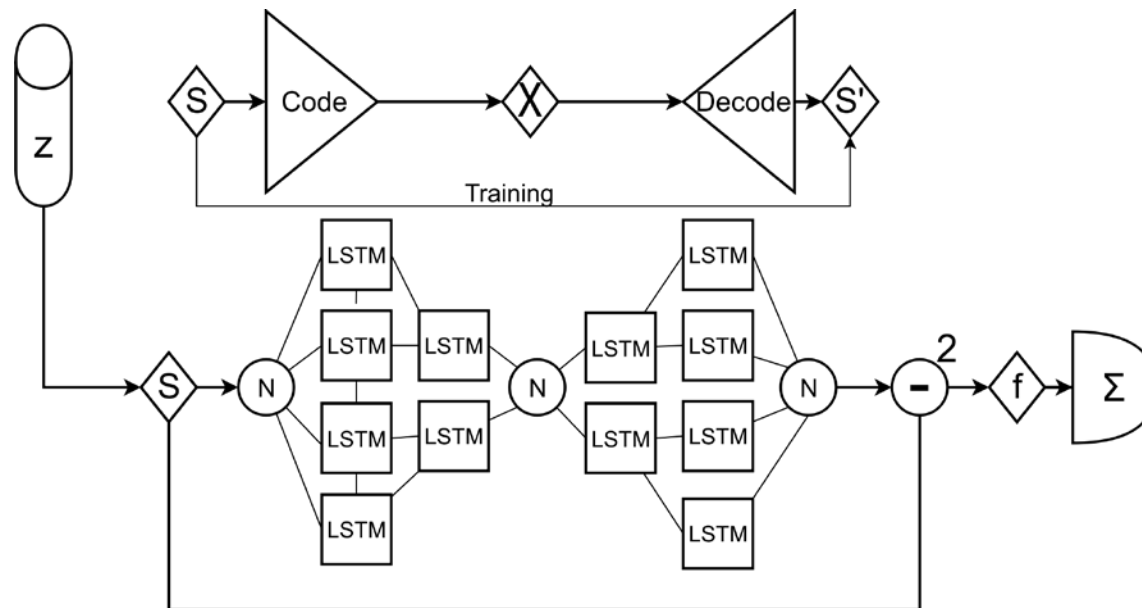 S
Code
X
Decode
S'
z
Training
LSTM
LSTM
LSTM
LSTM
LSTM
LSTM
LSTM
LSTM
2
S
N
N
N
-
f
Σ
LSTM
LSTM
LSTM
LSTM